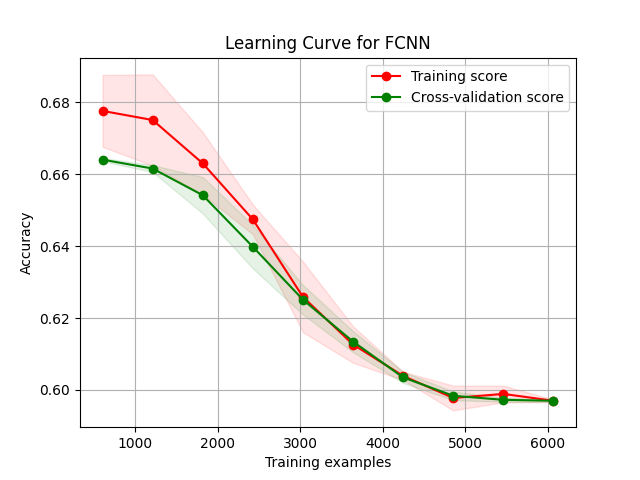 Learning Curve for FCNN
Training score
Cross-validation score
0.68
0.66
0.64
0.62
0.60
Accuracy
1000 2000 3000 4000 5000 6000
Training examples